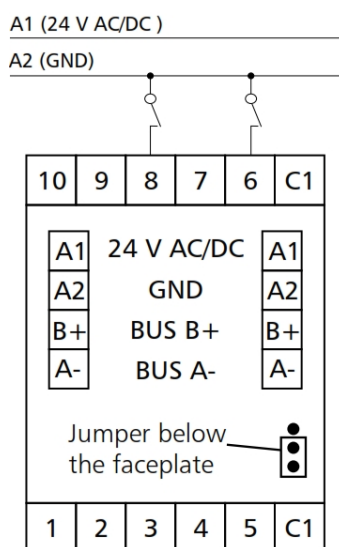 A1 (24 V AC/DC )
A2 (GND)
10 9 8 7 6 C1
A1 24 V AC/DC A1
A2 GND A2
B+ BUS B+ B+
A- BUS A- A-
Jumper below
the faceplate
1 2 3 4 5 C1